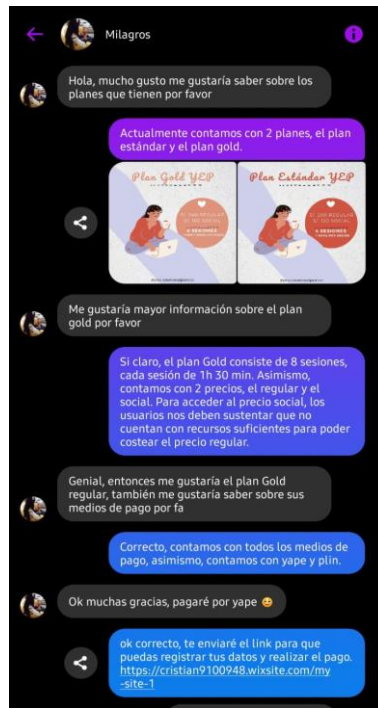 Milagros
Hola, mucho gusto me gustaría saber sobre los
planes que tienen por favor
Actualmente contamos con 2 planes, el plan
estándar y el plan gold.
Plan Gold YEP
Plan Estándar YEP
8 SESIONES
4 SESIONES
Me gustaría mayor información sobre el plan
gold por favor
Si claro, el plan Gold consiste de 8 sesiones,
cada sesión de 1h 30 min. Asimismo,
contamos con 2 precios, el regular y el
social. Para acceder al precio social, los
usuarios nos deben sustentar que no
cuentan con recursos suficientes para poder
costear el precio regular.
Genial, entonces me gustaría el plan Gold
regular, también me gustaría saber sobre sus
medios de pago por fa
Correcto, contamos con todos los medios de
pago, asimismo, contamos con yape y plin.
Ok muchas gracias, pagaré por yape 😊
ok correcto, te enviaré el link para que
puedas registrar tus datos y realizar el pago.
https://cristian9100948.wixsite.com/my
-site-1